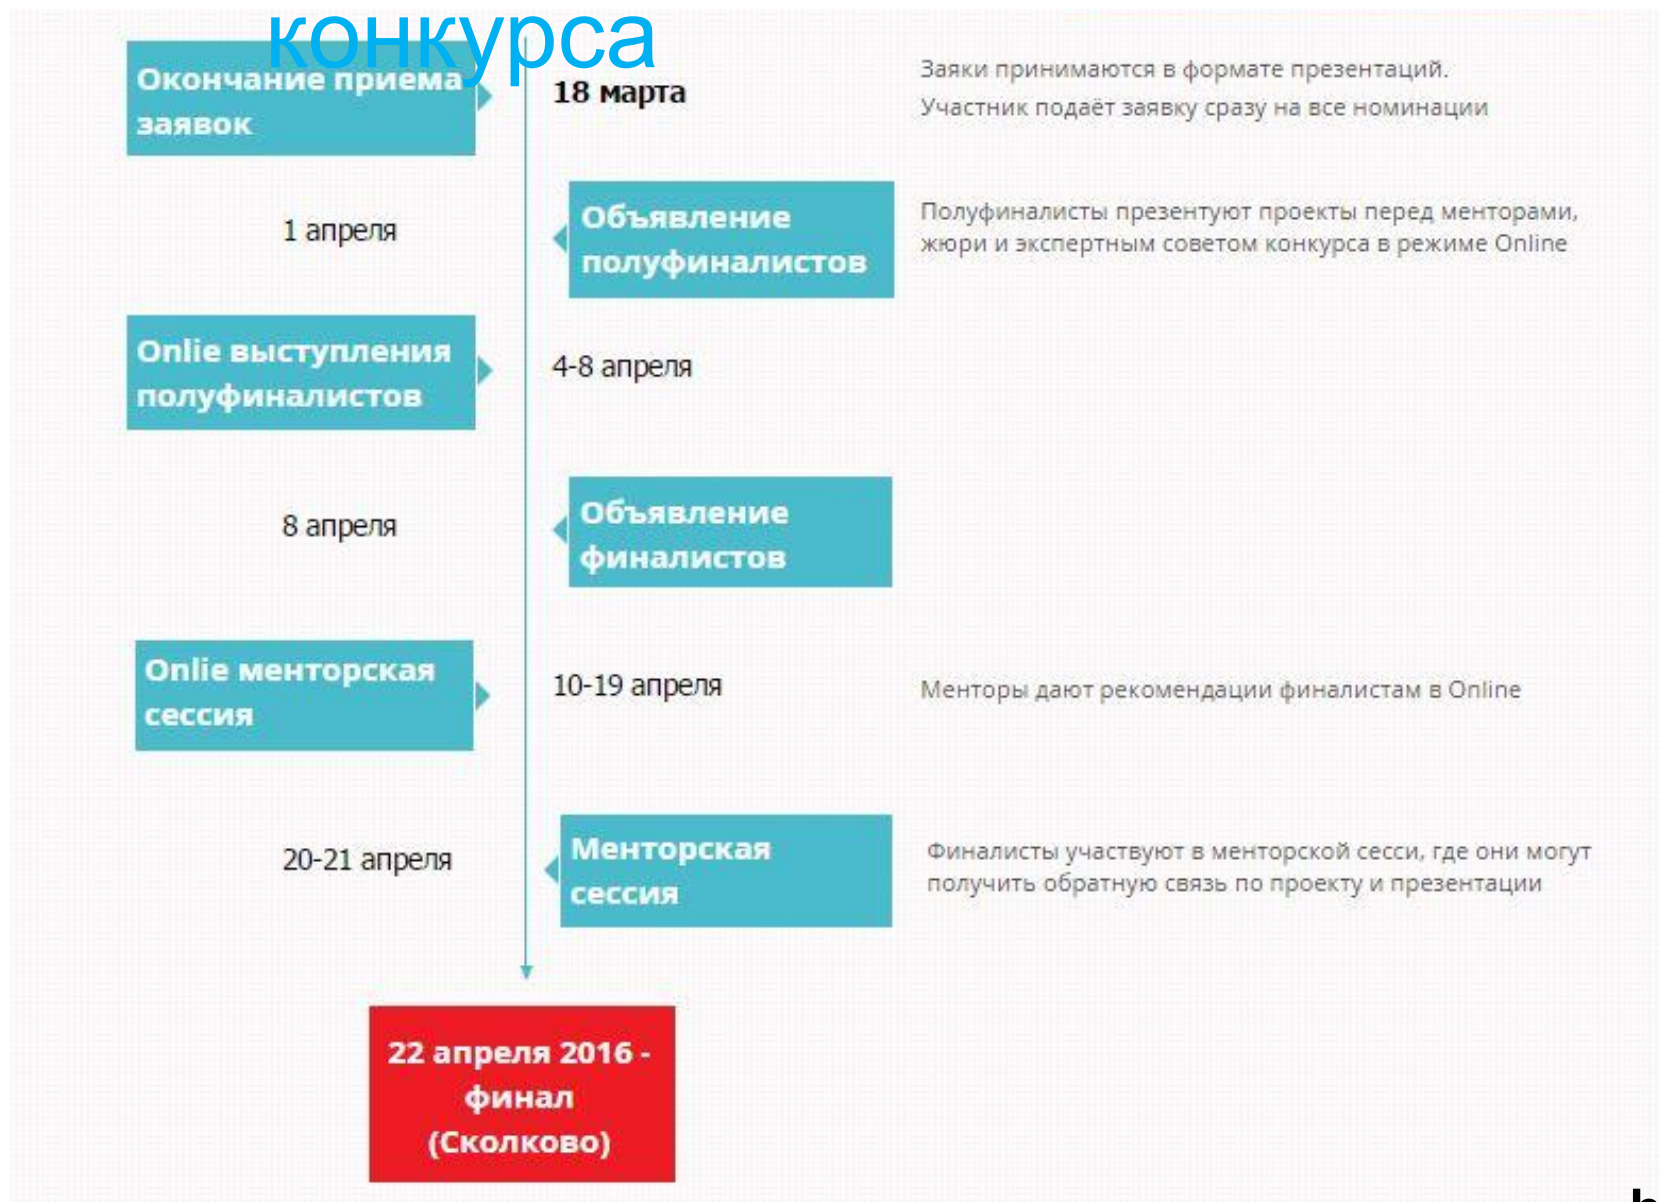 конкурса
Окончание приема
заявок
18 марта
Заяки принимаются в формате презентаций.
Участник подаёт заявку сразу на все номинации
1 апреля
Объявление
полуфиналистов
Полуфиналисты презентуют проекты перед менторами,
жюри и экспертным советом конкурса в режиме Online
Onlie выступления
полуфиналистов
4-8 апреля
8 апреля
Объявление
финалистов
Onlie менторская
сессия
10-19 апреля
Менторы дают рекомендации финалистам в Online
20-21 апреля
Менторская
сессия
Финалисты участвуют в менторской сесси, где они могут
получить обратную связь по проекту и презентации
22 апреля 2016 -
финал
(Сколково)